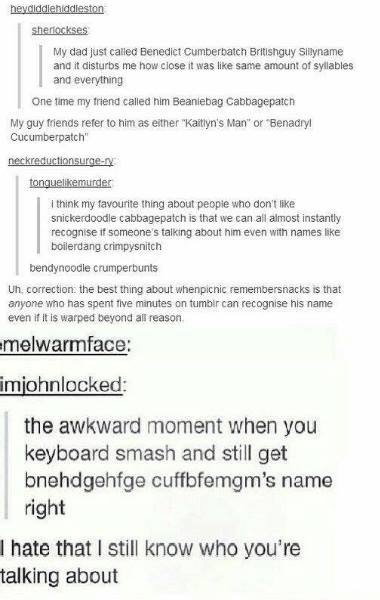 heydiddlehiddleston:
sherlockses:
My dad just called Benedict Cumberbatch Britishguy Sillyname
and it disturbs me how close it was like same amount of syllables
and everything
One time my friend called him Beaniebag Cabbagepatch
My guy friends refer to him as either "Kaitlyn's Man" or "Benadryl
Cucumberpatch"
neckreductionsurge-ry:
tonguelikemurder:
I think my favourite thing about people who don't like
snickerdoodle cabbagepatch is that we can all almost instantly
recognise if someone's talking about him even with names like
boilerdang crimpysnitch
bendynoodle crumperbunts
Uh, correction: the best thing about whenpicnic remembersnacks is that
anyone who has spent five minutes on tumblr can recognise his name
even if it is warped beyond all reason.
melwarmface:
imjohnlocked:
the awkward moment when you
keyboard smash and still get
bnehdgehfge cuffbfemgm's name
right
I hate that I still know who you're
talking about